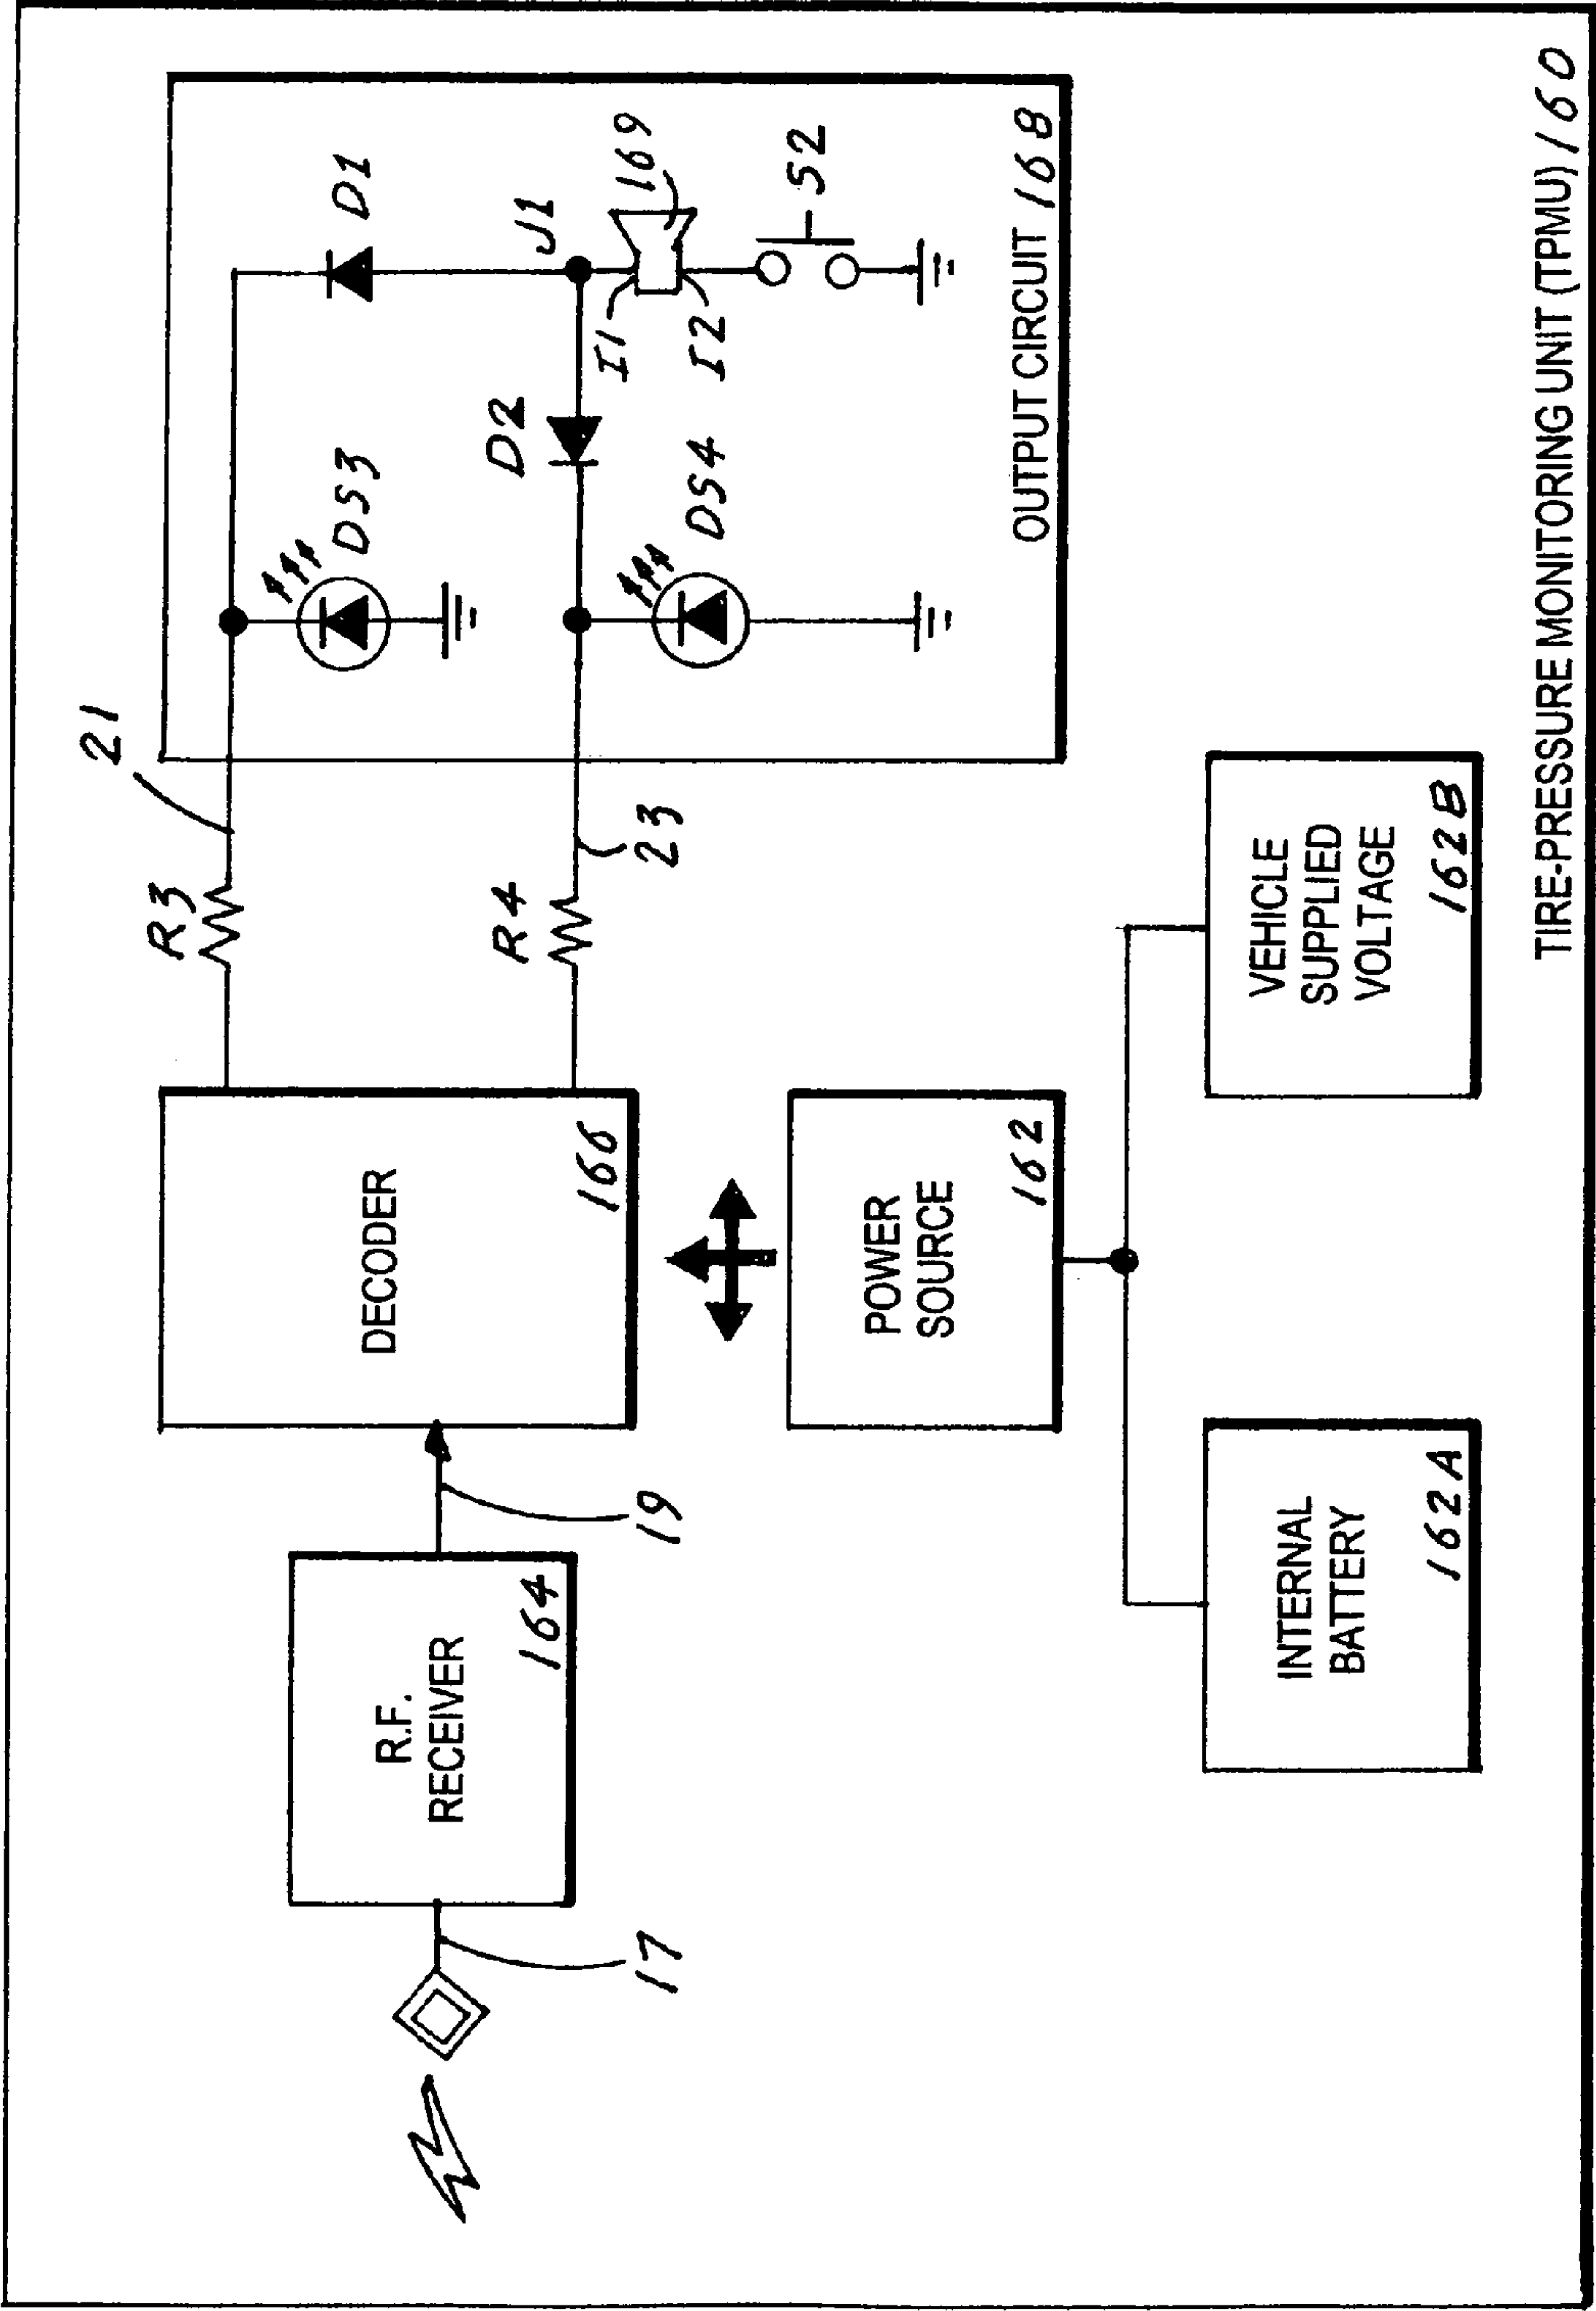 21
R3
R4
23
DS3
D1
D2
J1
I1
I2
169
DS4
S2
OUTPUT CIRCUIT 168
DECODER
166
R.F.
RECEIVER
164
17
19
POWER
SOURCE
162
INTERNAL
BATTERY
162A
VEHICLE
SUPPLIED
VOLTAGE
162B
TIRE-PRESSURE MONITORING UNIT (TPMU) 160